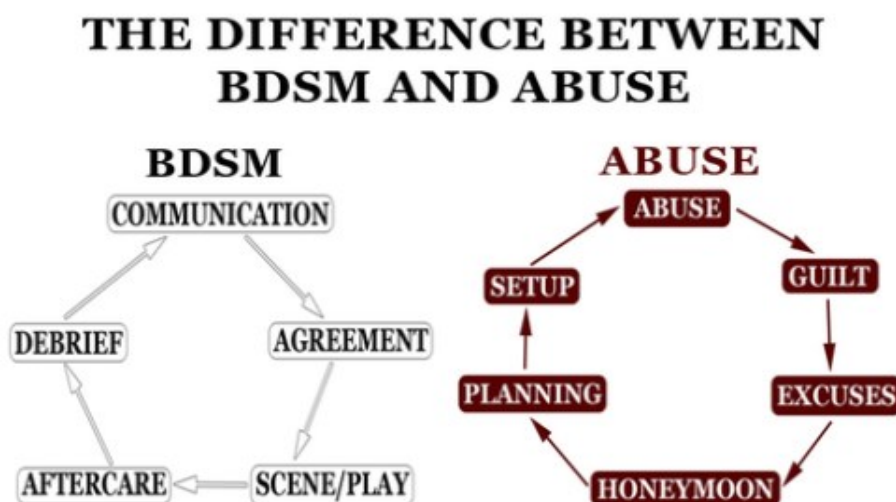 THE DIFFERENCE BETWEEN
BDSM AND ABUSE
BDSM
COMMUNICATION
AGREEMENT
SCENE/PLAY
AFTERCARE
DEBRIEF
ABUSE
ABUSE
GUILT
EXCUSES
HONEYMOON
PLANNING
SETUP